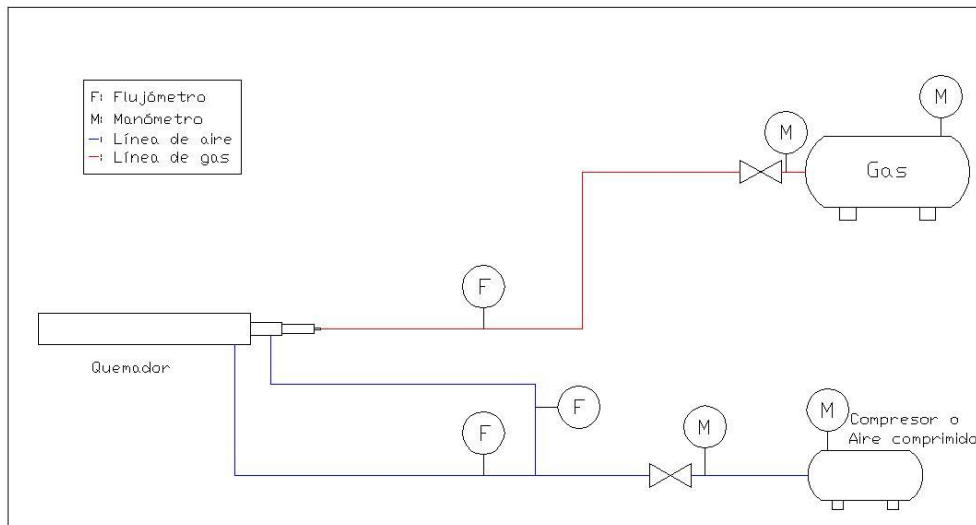 F: Flujómetro
M: Manómetro
Línea de aire
Línea de gas
M
M
Gas
F
Quemador
F
F
M
M
Compresor o
Aire comprimido